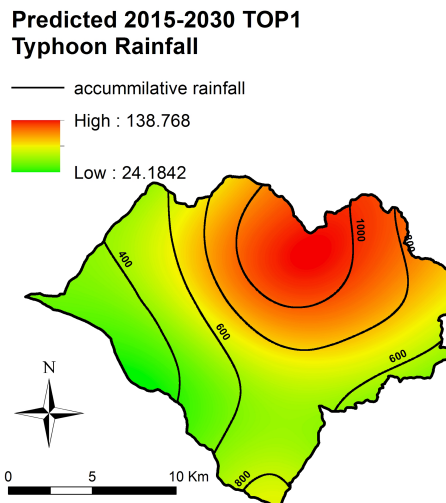 Predicted 2015-2030 TOP1
Typhoon Rainfall
accummilative rainfall
High : 138.768
Low : 24.1842
1000
800
400
600
600
800
N
0 5 10 Km